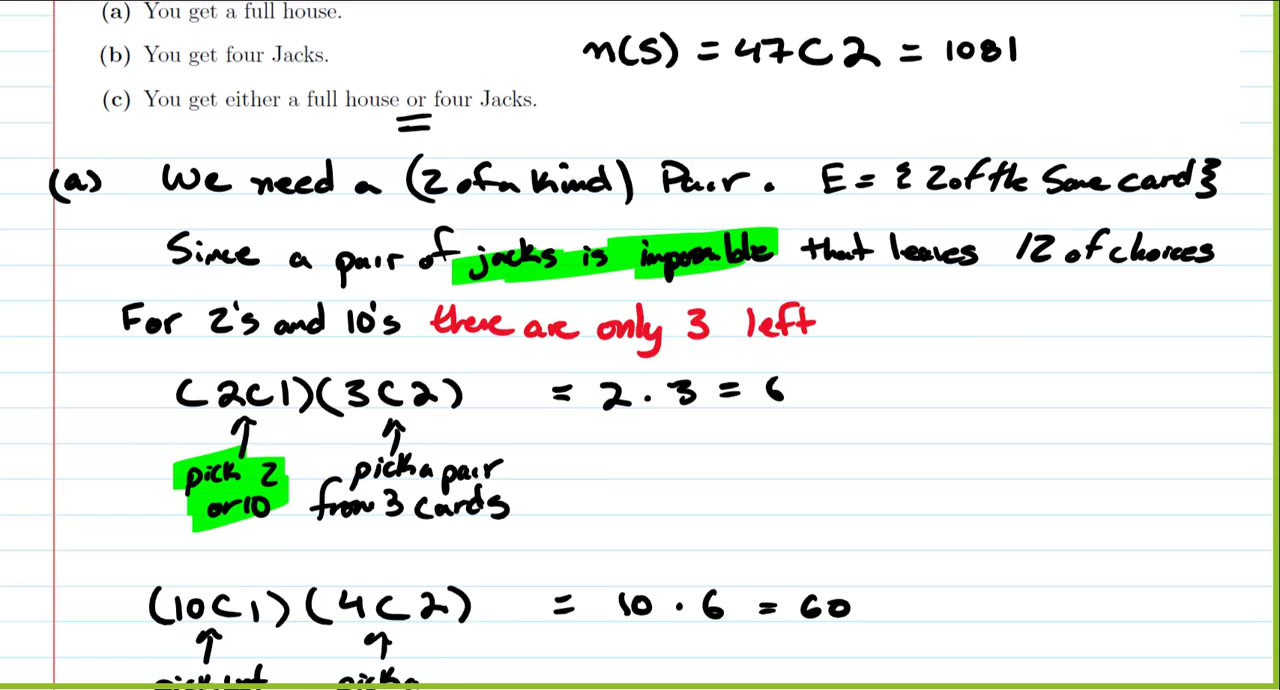 (a) You get a full house.
(b) You get four Jacks.
n(S) = 47C2 = 1081
(c) You get either a full house or four Jacks.
(a) We need a (2 of a kind) Pair. E = { 2 of the Same card}
Since a pair of jacks is impossible that leaves 12 of choices
For 2's and 10's there are only 3 left
(2C1)(3C2) = 2 · 3 = 6
pick 2 pick a pair
or 10 from 3 cards
(10C1)(4C2) = 10 · 6 = 60
pick a